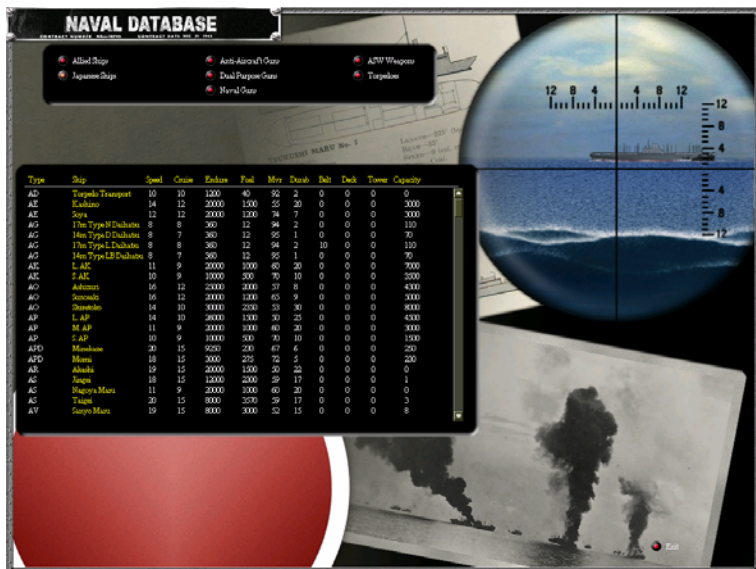 NAVAL DATABASE
Allied Ships
Anti-Aircraft Guns
ASW Weapons
Japanese Ships
Dual Purpose Guns
Torpedoes
Naval Guns
12 8 4 4 8 12
12
8
4
4
8
12
TSUKUSHI MARU No. 2
Type Ship Speed Cruise Endure Fuel Mvr Durab Belt Deck Tower Capacity
AD Torpedo Transport 10 10 1200 40 92 2 0 0 0 0
AE Kashino 14 12 20000 1500 55 20 0 0 0 3000
AE Soya 12 12 20000 1200 74 7 0 0 0 3000
AG 17m Type N Daihatsu 8 8 360 12 94 2 0 0 0 110
AG 14m Type D Daihatsu 8 7 360 12 95 1 0 0 0 70
AG 17m Type L Daihatsu 8 8 360 12 94 2 10 0 0 110
AG 14m Type LB Daihatsu 8 7 360 12 95 1 0 0 0 70
AK L. AK 11 9 20000 1000 60 20 0 0 0 7000
AK S. AK 10 9 10000 500 70 10 0 0 0 3500
AO Ashizuri 16 12 25000 2000 57 8 0 0 0 4300
AO Sunosaki 16 12 20000 1200 65 9 0 0 0 5000
AO Shiretoko 14 10 30000 2350 53 30 0 0 0 8000
AP L. AP 14 10 26000 1500 50 25 0 0 0 4500
AP M. AP 11 9 20000 1000 60 20 0 0 0 3000
AP S. AP 10 9 10000 500 70 10 0 0 0 1500
APD Minekaze 20 15 9250 230 67 6 0 0 0 250
APD Momi 18 15 3000 275 72 5 0 0 0 230
AR Akashi 19 15 20000 1500 50 22 0 0 0 0
AS Jingei 18 15 12000 2000 59 17 0 0 0 1
AS Nagoya Maru 11 9 20000 1000 60 20 0 0 0 0
AS Taigei 20 15 8000 3570 59 17 0 0 0 3
AV Sanyo Maru 19 15 8000 3000 52 15 0 0 0 8
Exit